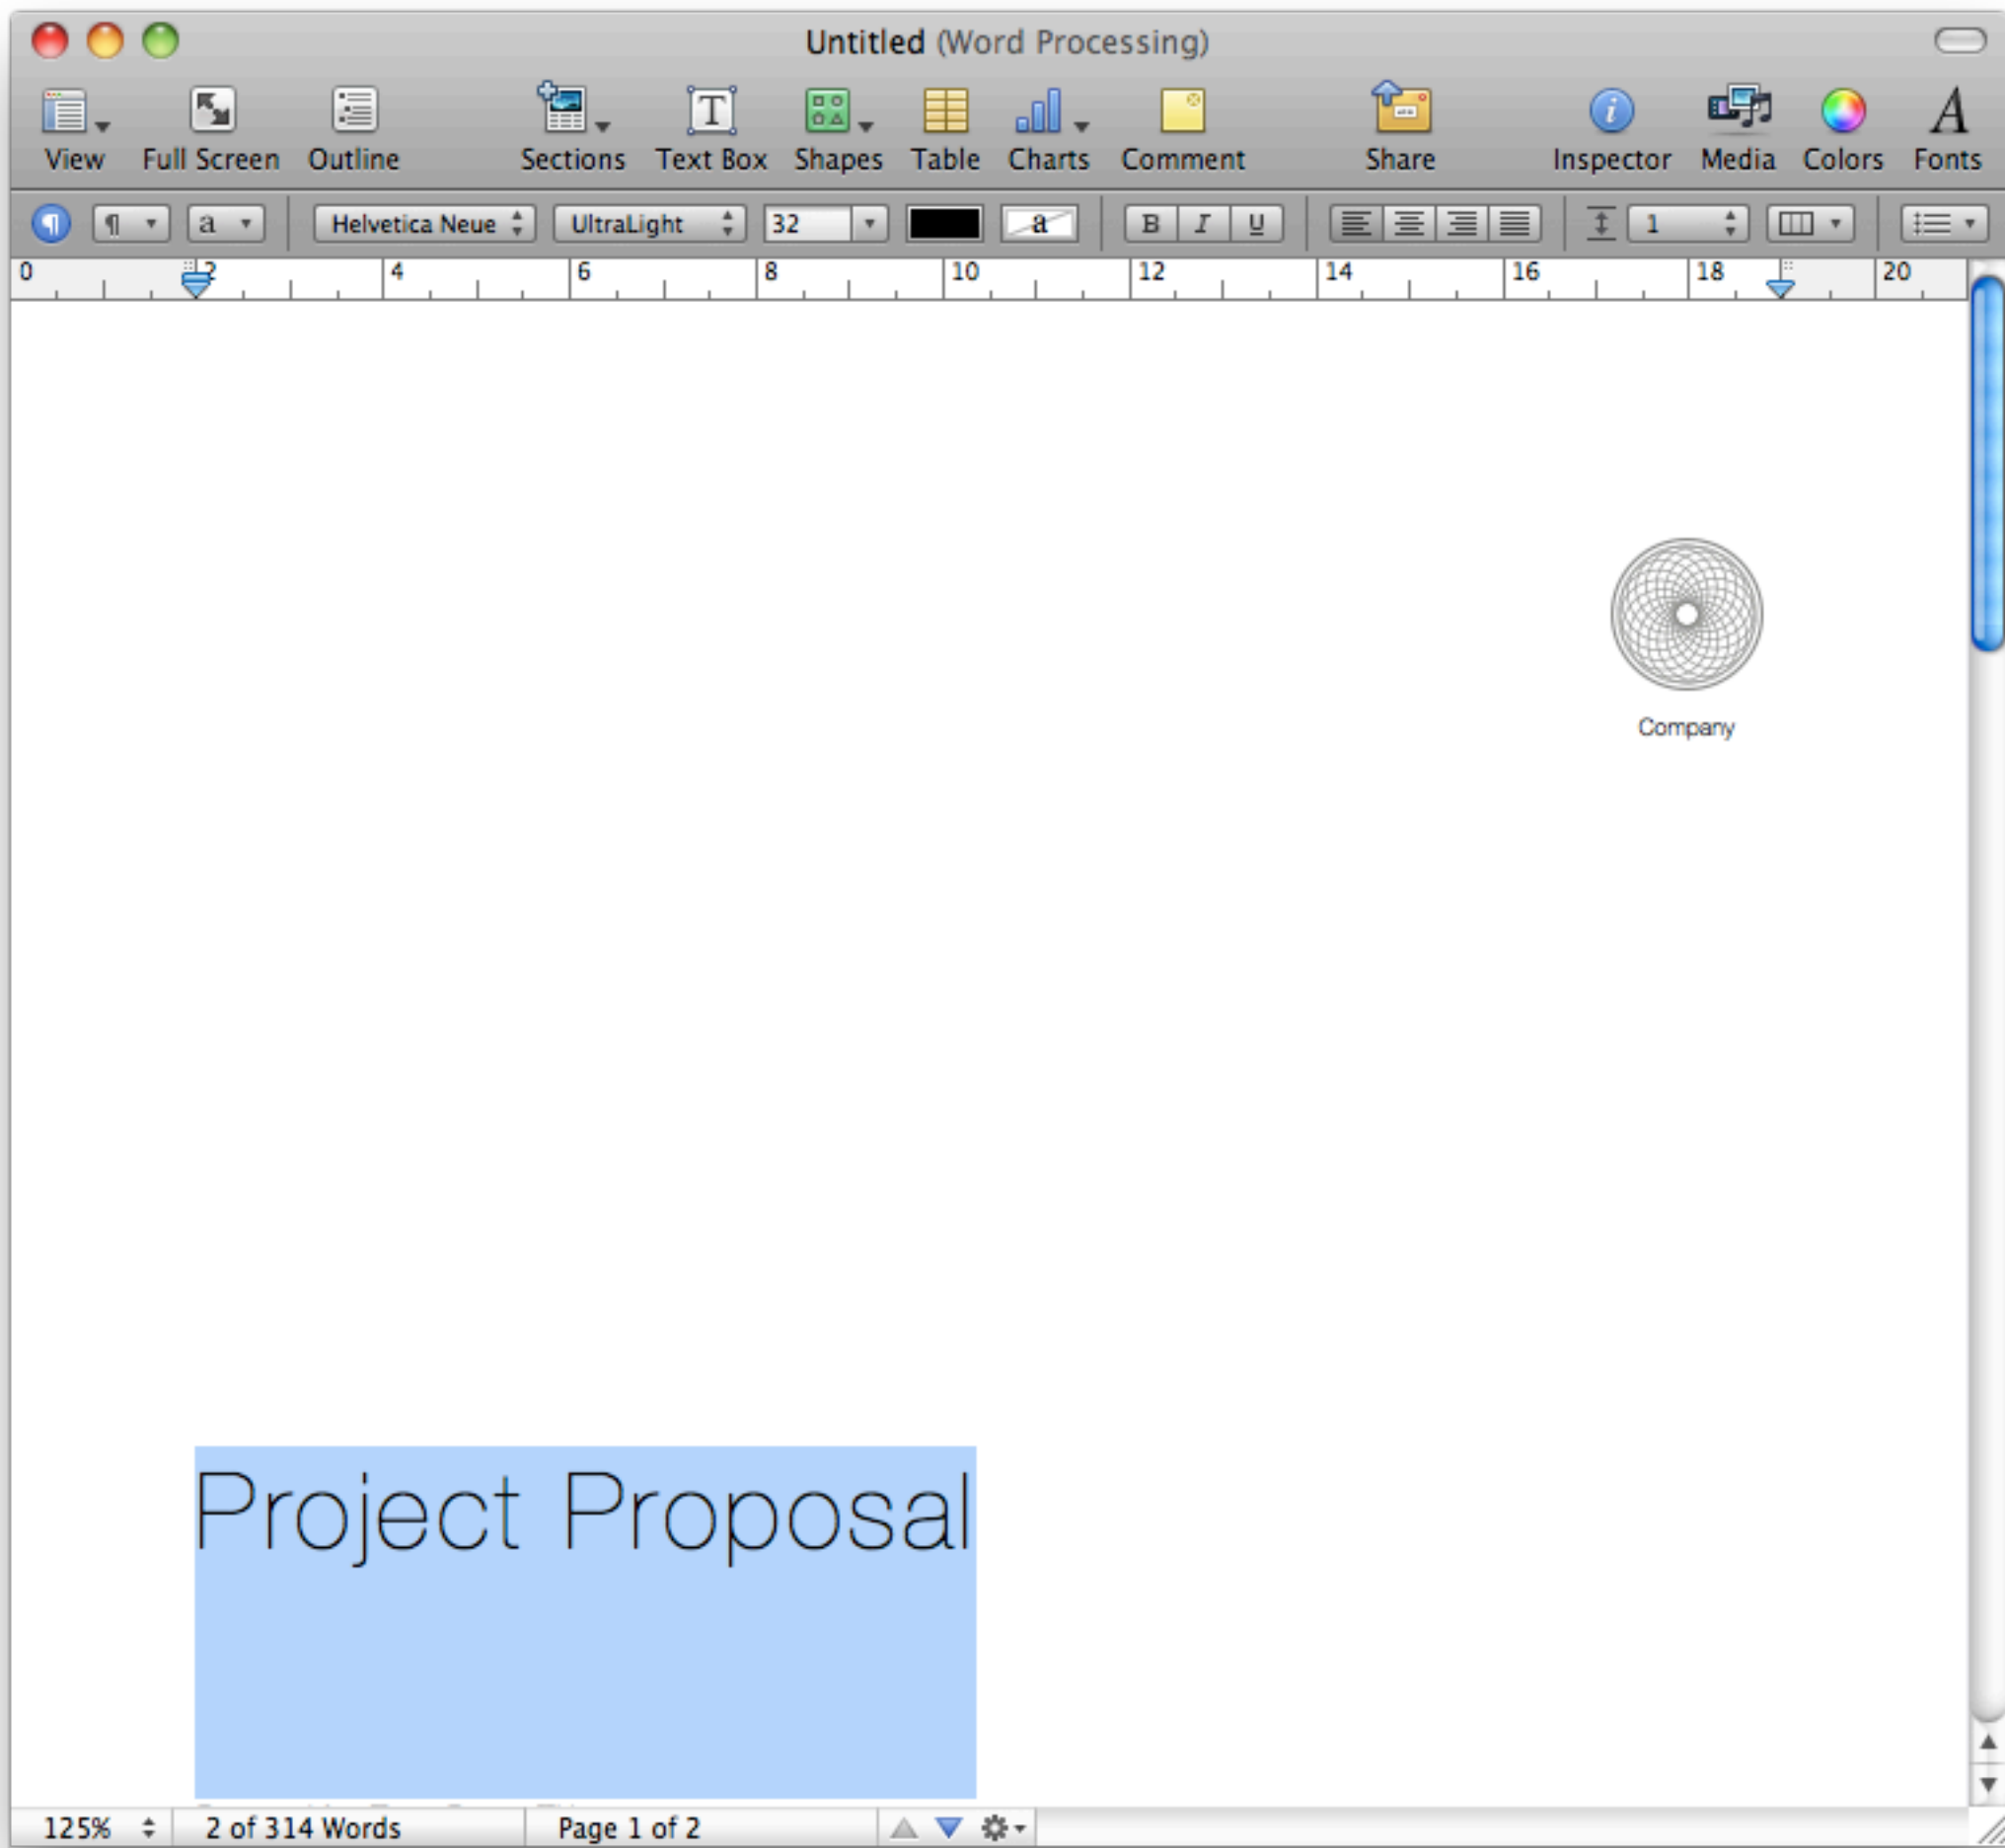 Untitled (Word Processing)
View Full Screen Outline Sections Text Box Shapes Table Charts Comment Share Inspector Media Colors Fonts
¶ ¶ a Helvetica Neue UltraLight 32 a B I U 1
0 2 4 6 8 10 12 14 16 18 20
Company
Project Proposal
125% 2 of 314 Words Page 1 of 2